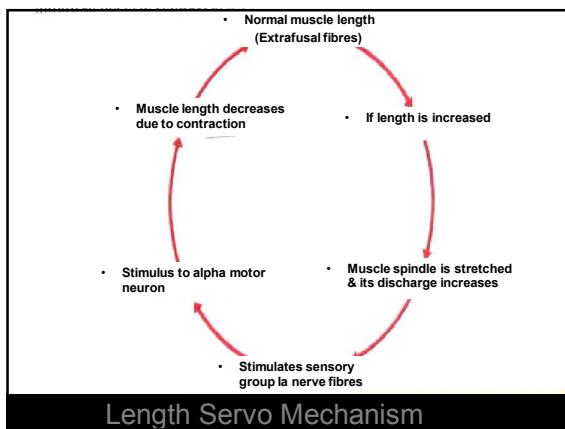 • Normal muscle length
(Extrafusal fibres)
• If length is increased
• Muscle spindle is stretched
& its discharge increases
• Stimulates sensory
group Ia nerve fibres
• Stimulus to alpha motor
neuron
• Muscle length decreases
due to contraction
Length Servo Mechanism